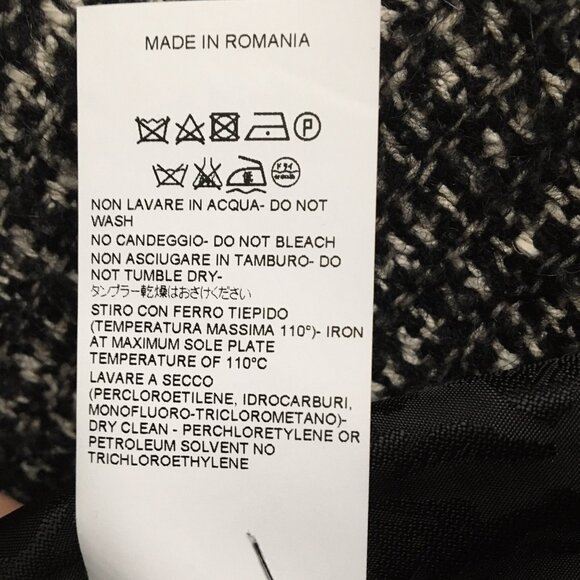 MADE IN ROMANIA
P
NON LAVARE IN ACQUA- DO NOT
WASH
NO CANDEGGIO- DO NOT BLEACH
NON ASCIUGARE IN TAMBURO- DO
NOT TUMBLE DRY-
タンブラー乾燥はおさけください
STIRO CON FERRO TIEPIDO
(TEMPERATURA MASSIMA 110°)- IRON
AT MAXIMUM SOLE PLATE
TEMPERATURE OF 110°C
LAVARE A SECCO
(PERCLOROETILENE, IDROCARBURI,
MONOFLUORO-TRICLOROMETANO)-
DRY CLEAN - PERCHLORETYLENE OR
PETROLEUM SOLVENT NO
TRICHLOROETHYLENE